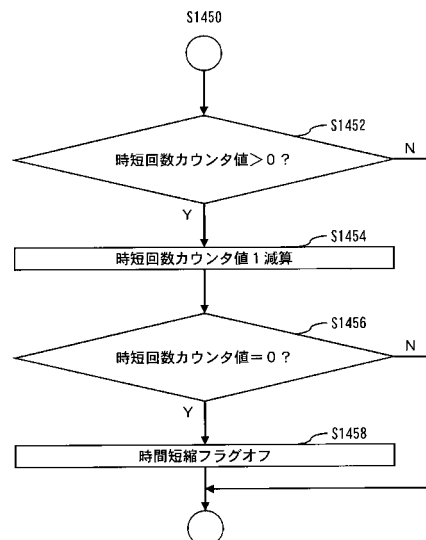 S1450
S1452
時短回数カウンタ値＞０？
N
Y
S1454
時短回数カウンタ値１減算
S1456
時短回数カウンタ値＝０？
N
Y
S1458
時間短縮フラグオフ